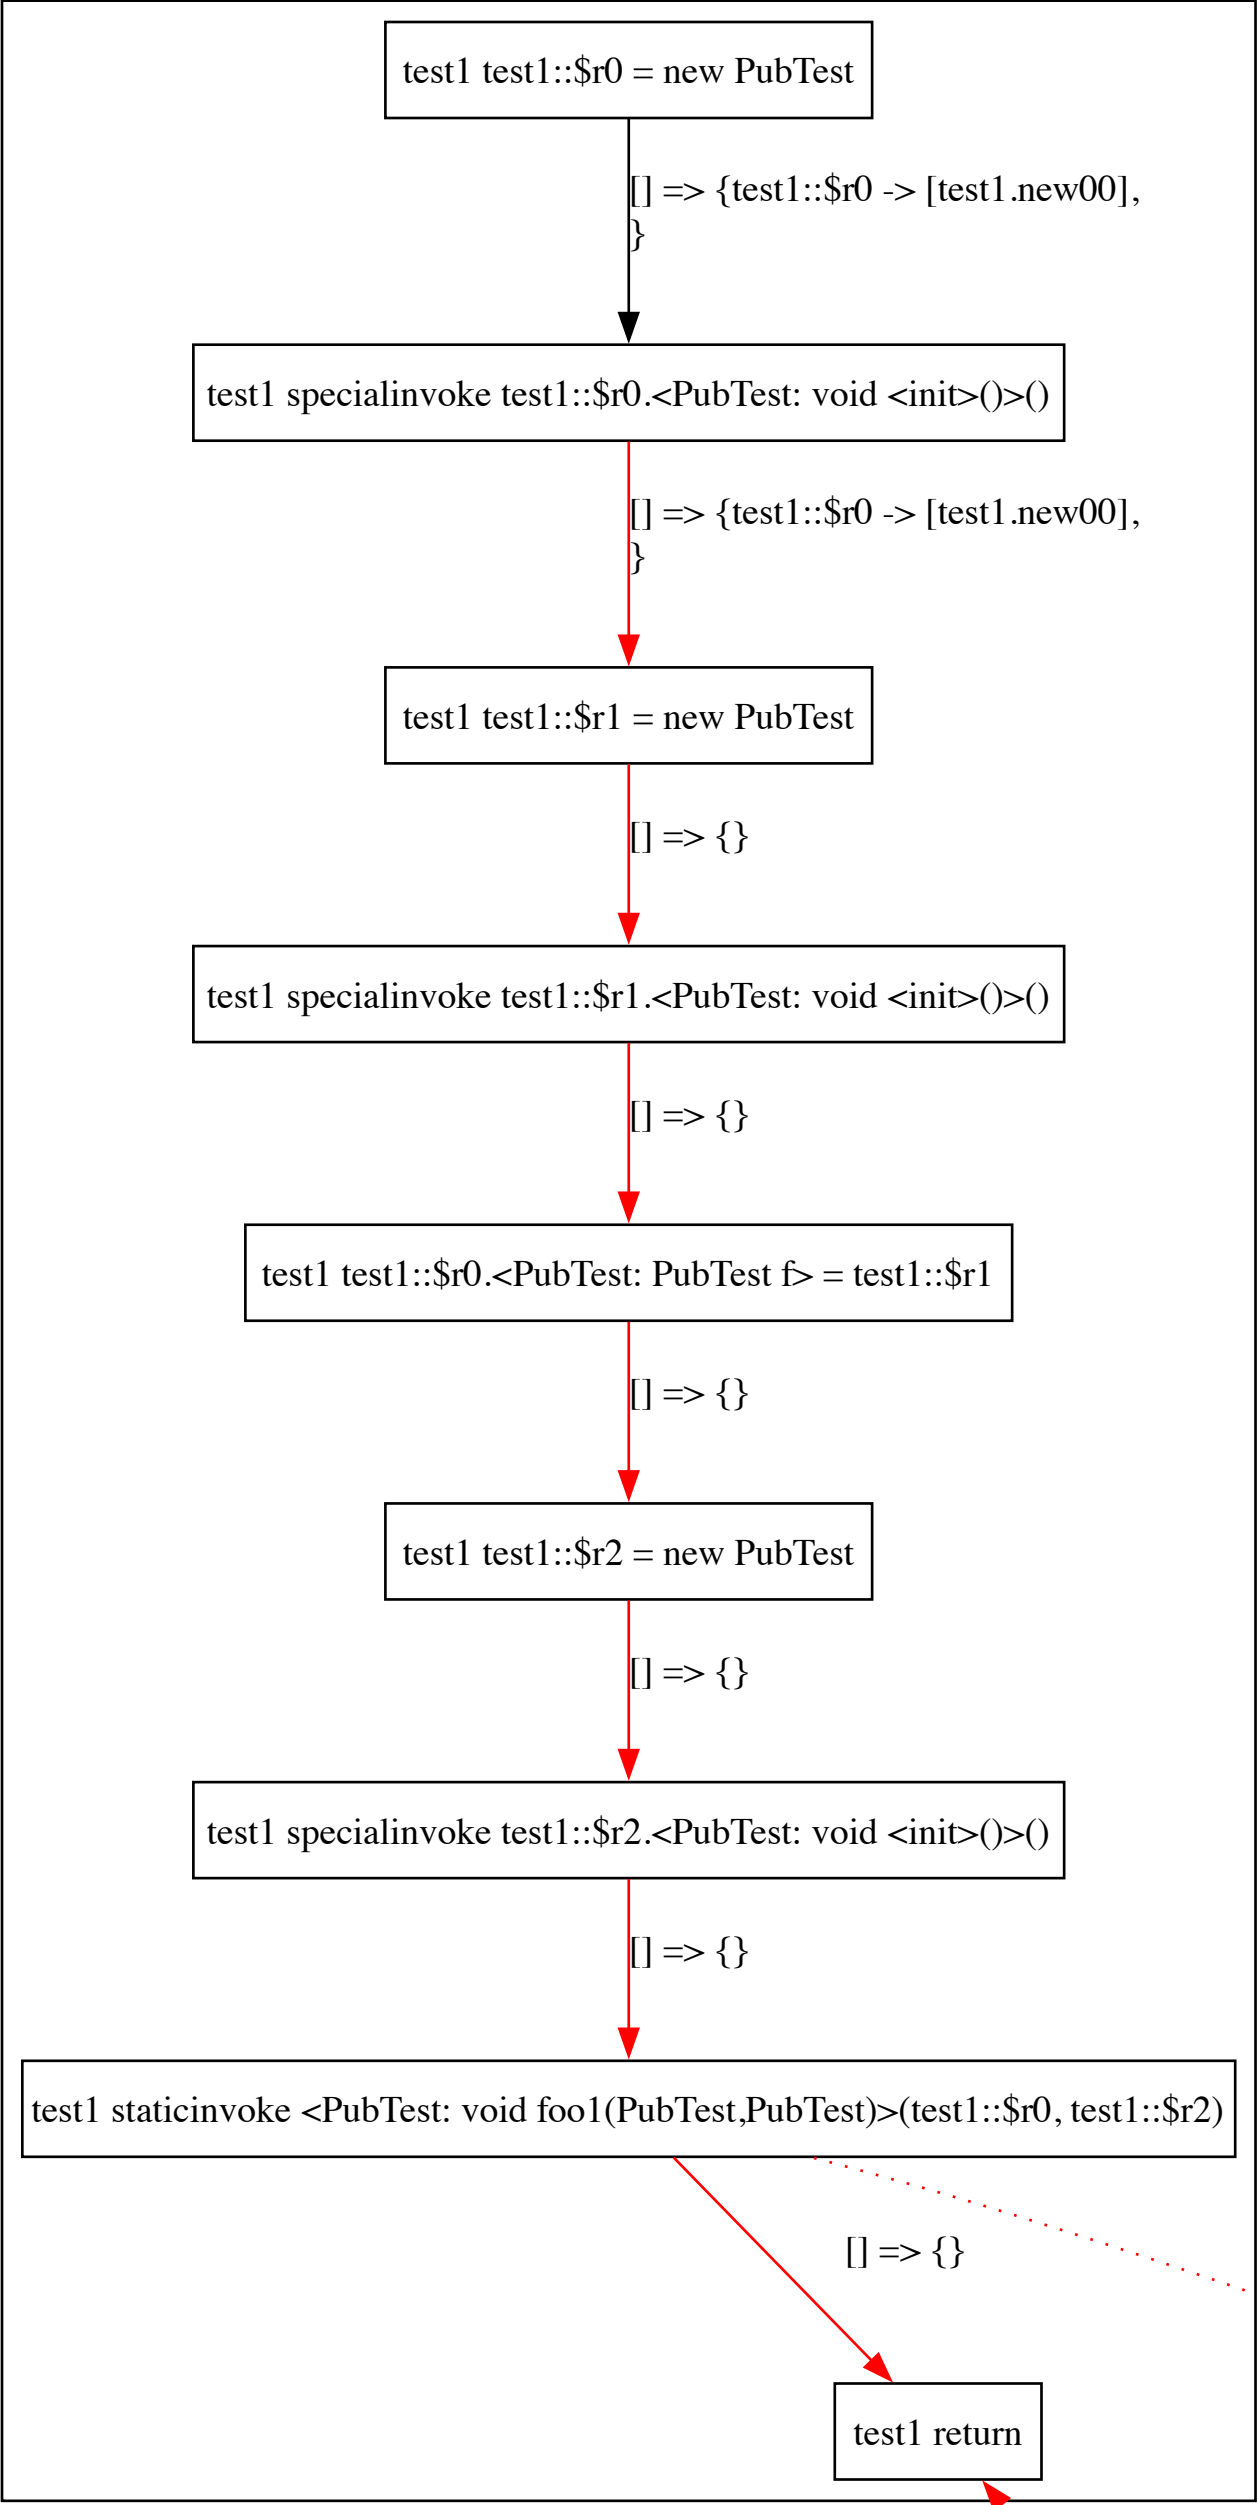 test1 test1::$r0 = new PubTest
[] => {test1::$r0 -> [test1.new00],
}
test1 specialinvoke test1::$r0.<PubTest: void <init>()>()
[] => {test1::$r0 -> [test1.new00],
}
test1 test1::$r1 = new PubTest
[] => {}
test1 specialinvoke test1::$r1.<PubTest: void <init>()>()
[] => {}
test1 test1::$r0.<PubTest: PubTest f> = test1::$r1
[] => {}
test1 test1::$r2 = new PubTest
[] => {}
test1 specialinvoke test1::$r2.<PubTest: void <init>()>()
[] => {}
test1 staticinvoke <PubTest: void foo1(PubTest,PubTest)>(test1::$r0, test1::$r2)
[] => {}
test1 return